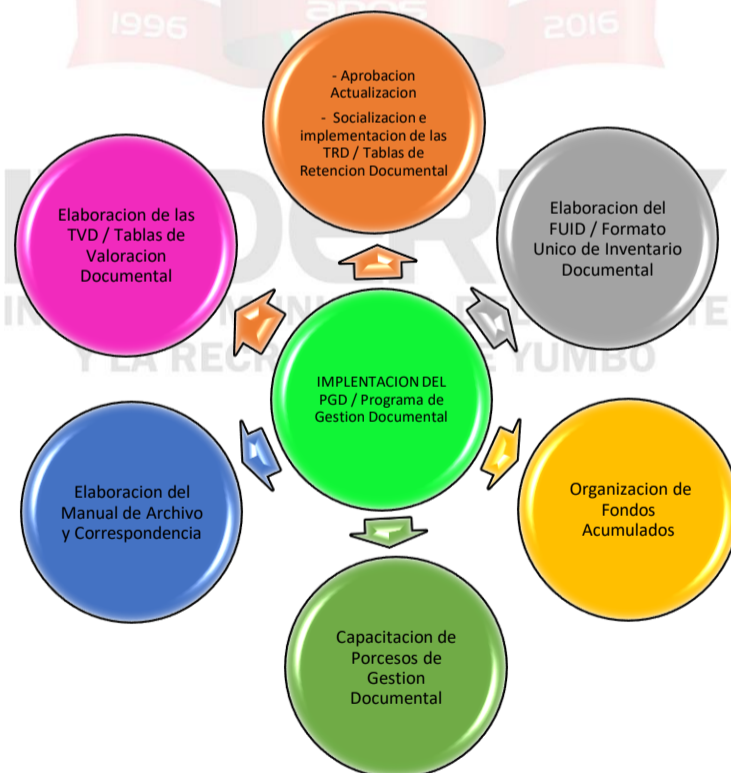 1996
años
2016
- Aprobacion
Actualizacion
- Socializacion e
implementacion de las
TRD / Tablas de
Retencion Documental
Elaboracion de las
TVD / Tablas de
Valoracion
Documental
Elaboracion del
FUID / Formato
Unico de Inventario
Documental
IMPLENTACION DEL
PGD / Programa de
Gestion Documental
Y LA RECR
E YUMBO
Elaboracion del
Manual de Archivo
y Correspondencia
Organizacion de
Fondos
Acumulados
Capacitacion de
Porcesos de
Gestion
Documental